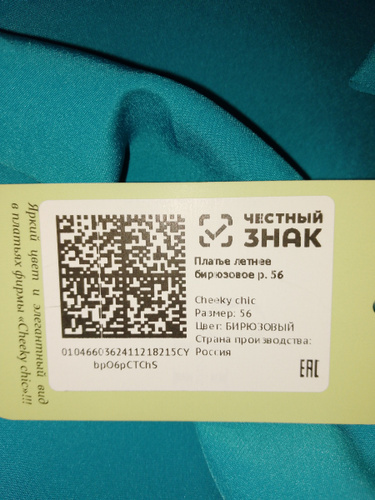 Яркий цвет и элегантный вид
в платьях фирмы «Cheeky chic»!!!
ЧЕСТНЫЙ
ЗНАК
Платье летнее
бирюзовое р. 56
Cheeky chic
Размер: 56
Цвет: БИРЮЗОВЫЙ
Страна производства:
Россия
0104660362411218215CY
bpO6pCTChS
EAC